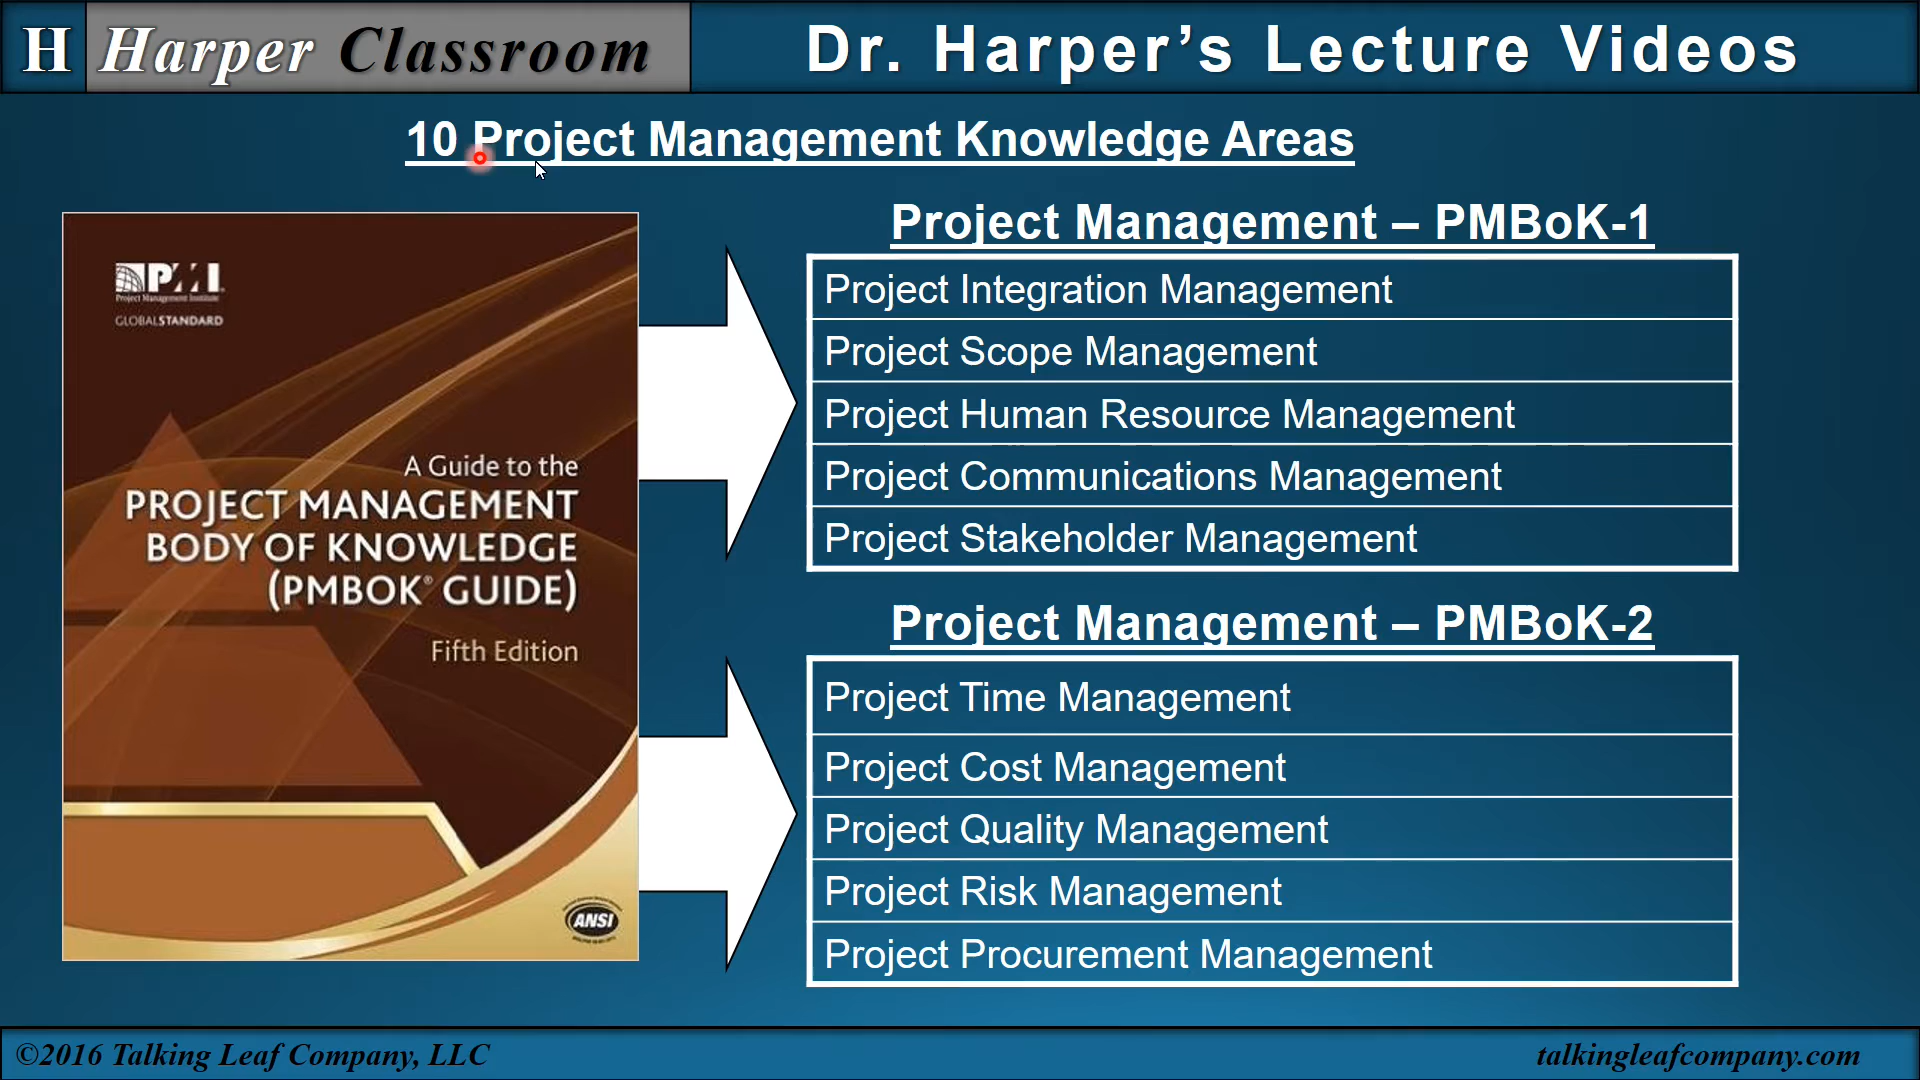 H Harper Classroom
Dr. Harper’s Lecture Videos
10 Project Management Knowledge Areas
PMI
Project Management Institute
GLOBALSTANDARD
A Guide to the
PROJECT MANAGEMENT
BODY OF KNOWLEDGE
(PMBOK® GUIDE)
Fifth Edition
ANSI
Project Management – PMBoK-1
Project Integration Management
Project Scope Management
Project Human Resource Management
Project Communications Management
Project Stakeholder Management
Project Management – PMBoK-2
Project Time Management
Project Cost Management
Project Quality Management
Project Risk Management
Project Procurement Management
©2016 Talking Leaf Company, LLC
talkingleafcompany.com